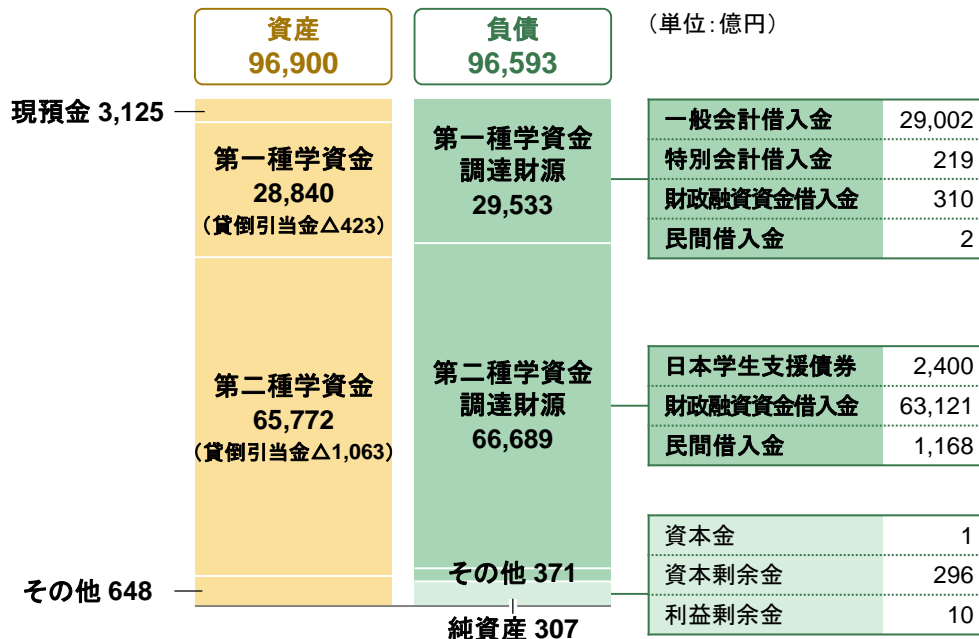 資産
96,900
負債
96,593
（単位：億円）
現預金 3,125
第一種学資金
28,840
（貸倒引当金△423）
第二種学資金
65,772
（貸倒引当金△1,063）
その他 648
第一種学資金
調達財源
29,533
第二種学資金
調達財源
66,689
その他 371
純資産 307
一般会計借入金 29,002
特別会計借入金 219
財政融資資金借入金 310
民間借入金 2
日本学生支援債券 2,400
財政融資資金借入金 63,121
民間借入金 1,168
資本金 1
資本剰余金 296
利益剰余金 10